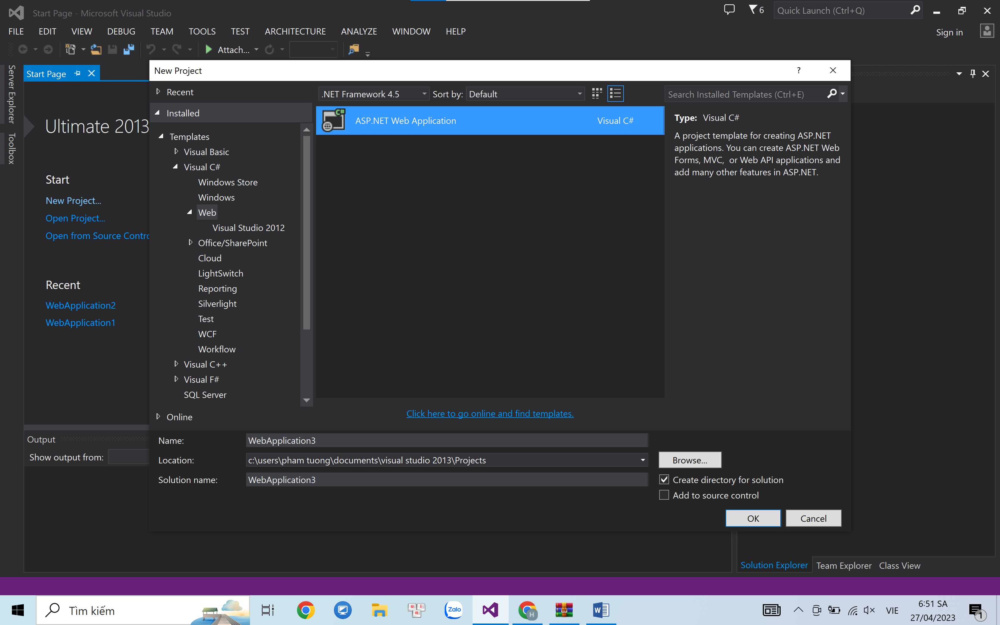 Start Page - Microsoft Visual Studio
6
Quick Launch (Ctrl+Q)
FILE EDIT VIEW DEBUG TEAM TOOLS TEST ARCHITECTURE ANALYZE WINDOW HELP
Sign in
Attach...
Server Explorer
Toolbox
Start Page
Ultimate 2013
Start
New Project...
Open Project...
Open from Source Contro
Recent
WebApplication2
WebApplication1
Output
Show output from:
New Project
?
Recent
Installed
Templates
Visual Basic
Visual C#
Windows Store
Windows
Web
Visual Studio 2012
Office/SharePoint
Cloud
LightSwitch
Reporting
Silverlight
Test
WCF
Workflow
Visual C++
Visual F#
SQL Server
Online
.NET Framework 4.5
Sort by: Default
Search Installed Templates (Ctrl+E)
C#
ASP.NET Web Application
Visual C#
Type: Visual C#
A project template for creating ASP.NET
applications. You can create ASP.NET Web
Forms, MVC, or Web API applications and
add many other features in ASP.NET.
Click here to go online and find templates.
Name: WebApplication3
Location: c:\users\pham tuong\documents\visual studio 2013\Projects
Browse...
Solution name: WebApplication3
Create directory for solution
Add to source control
OK
Cancel
Solution Explorer Team Explorer Class View
Tìm kiếm
u n i n
Zalo
H
W
VIE
6:51 SA
27/04/2023
1